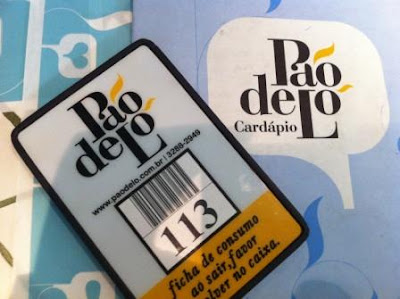 Pão
de Ló
www.paodelo.com.br | 3288-2949
113
ficha de consumo
ao sair, favor
volver no caixa.
Pão
de Ló
Cardápio